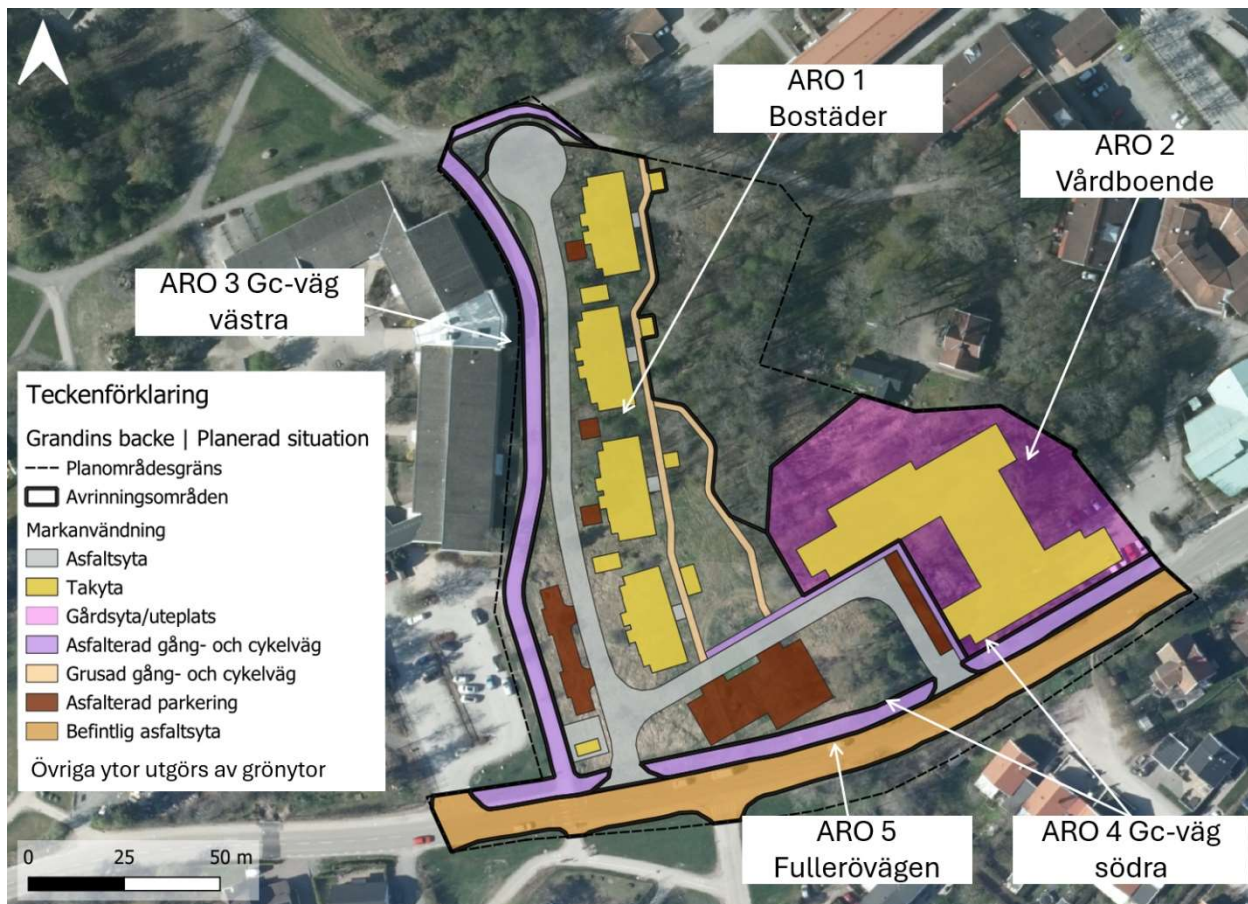 ARO 1
Bostäder
ARO 2
Vårdboende
ARO 3 Gc-väg
västra
Teckenförklaring
Grandins backe | Planerad situation
Planområdesgräns
Avrinningsområden
Markanvändning
Asfaltsyta
Takyta
Gårdsyta/uteplats
Asfalterad gång- och cykelväg
Grusad gång- och cykelväg
Asfalterad parkering
Befintlig asfaltsyta
Övriga ytor utgörs av grönytor
0 25 50 m
ARO 5
Fullerövägen
ARO 4 Gc-väg
södra